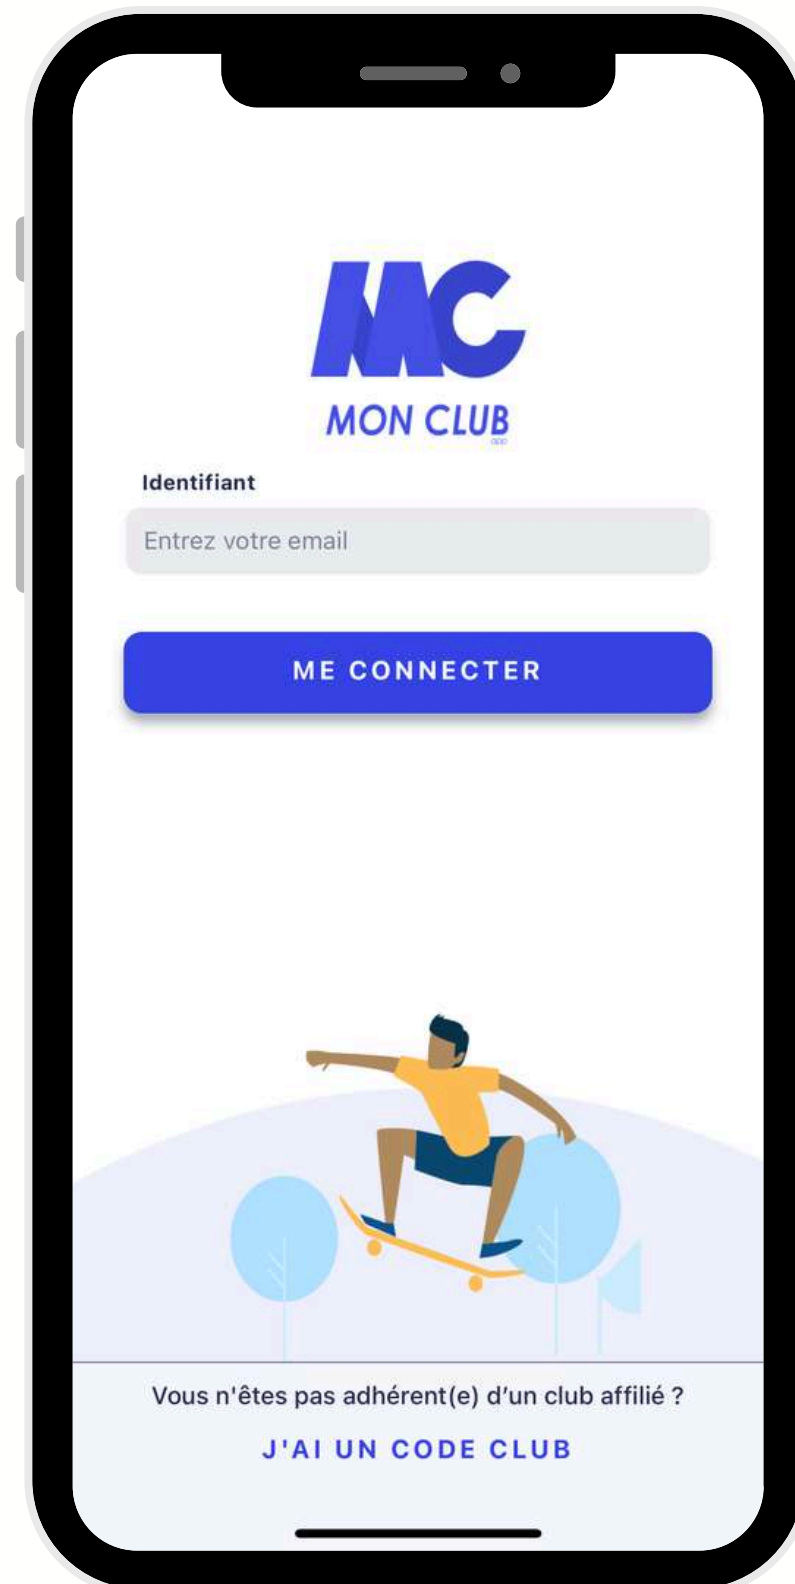 MC
MON CLUB
app
Identifiant
Entrez votre email
ME CONNECTER
Vous n'êtes pas adhérent(e) d’un club affilié ?
J'AI UN CODE CLUB